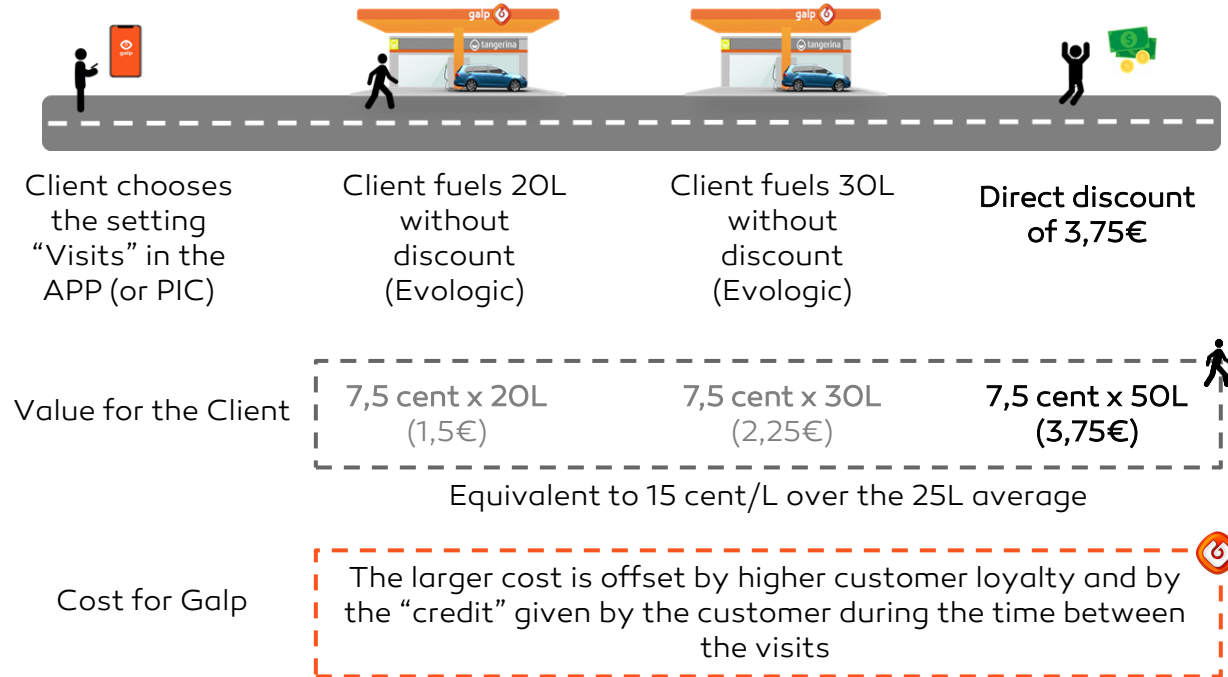 galp
galp
tangerina
galp
tangerina
Client chooses
the setting
“Visits” in the
APP (or PIC)
Client fuels 20L
without
discount
(Evologic)
Client fuels 30L
without
discount
(Evologic)
Direct discount
of 3,75€
Value for the Client
7,5 cent x 20L
(1,5€)
7,5 cent x 30L
(2,25€)
7,5 cent x 50L
(3,75€)
Equivalent to 15 cent/L over the 25L average
Cost for Galp
The larger cost is offset by higher customer loyalty and by
the “credit” given by the customer during the time between
the visits